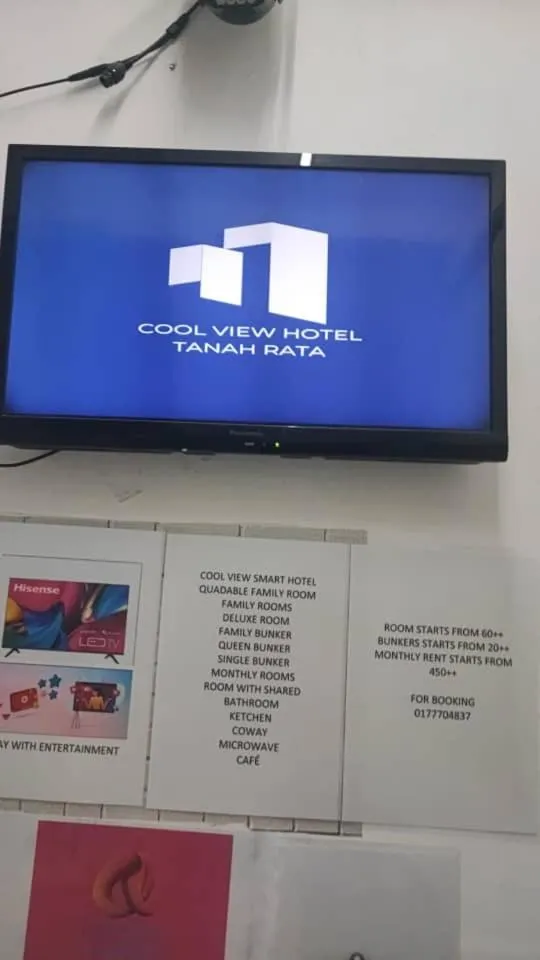 COOL VIEW HOTEL
TANAH RATA
Panasonic
Hisense
LED TV
AY WITH ENTERTAINMENT
COOL VIEW SMART HOTEL
QUADABLE FAMILY ROOM
FAMILY ROOMS
DELUXE ROOM
FAMILY BUNKER
QUEEN BUNKER
SINGLE BUNKER
MONTHLY ROOMS
ROOM WITH SHARED
BATHROOM
KETCHEN
COWAY
MICROWAVE
CAFÉ
ROOM STARTS FROM 60++
BUNKERS STARTS FROM 20++
MONTHLY RENT STARTS FROM
450++
FOR BOOKING
0177704837